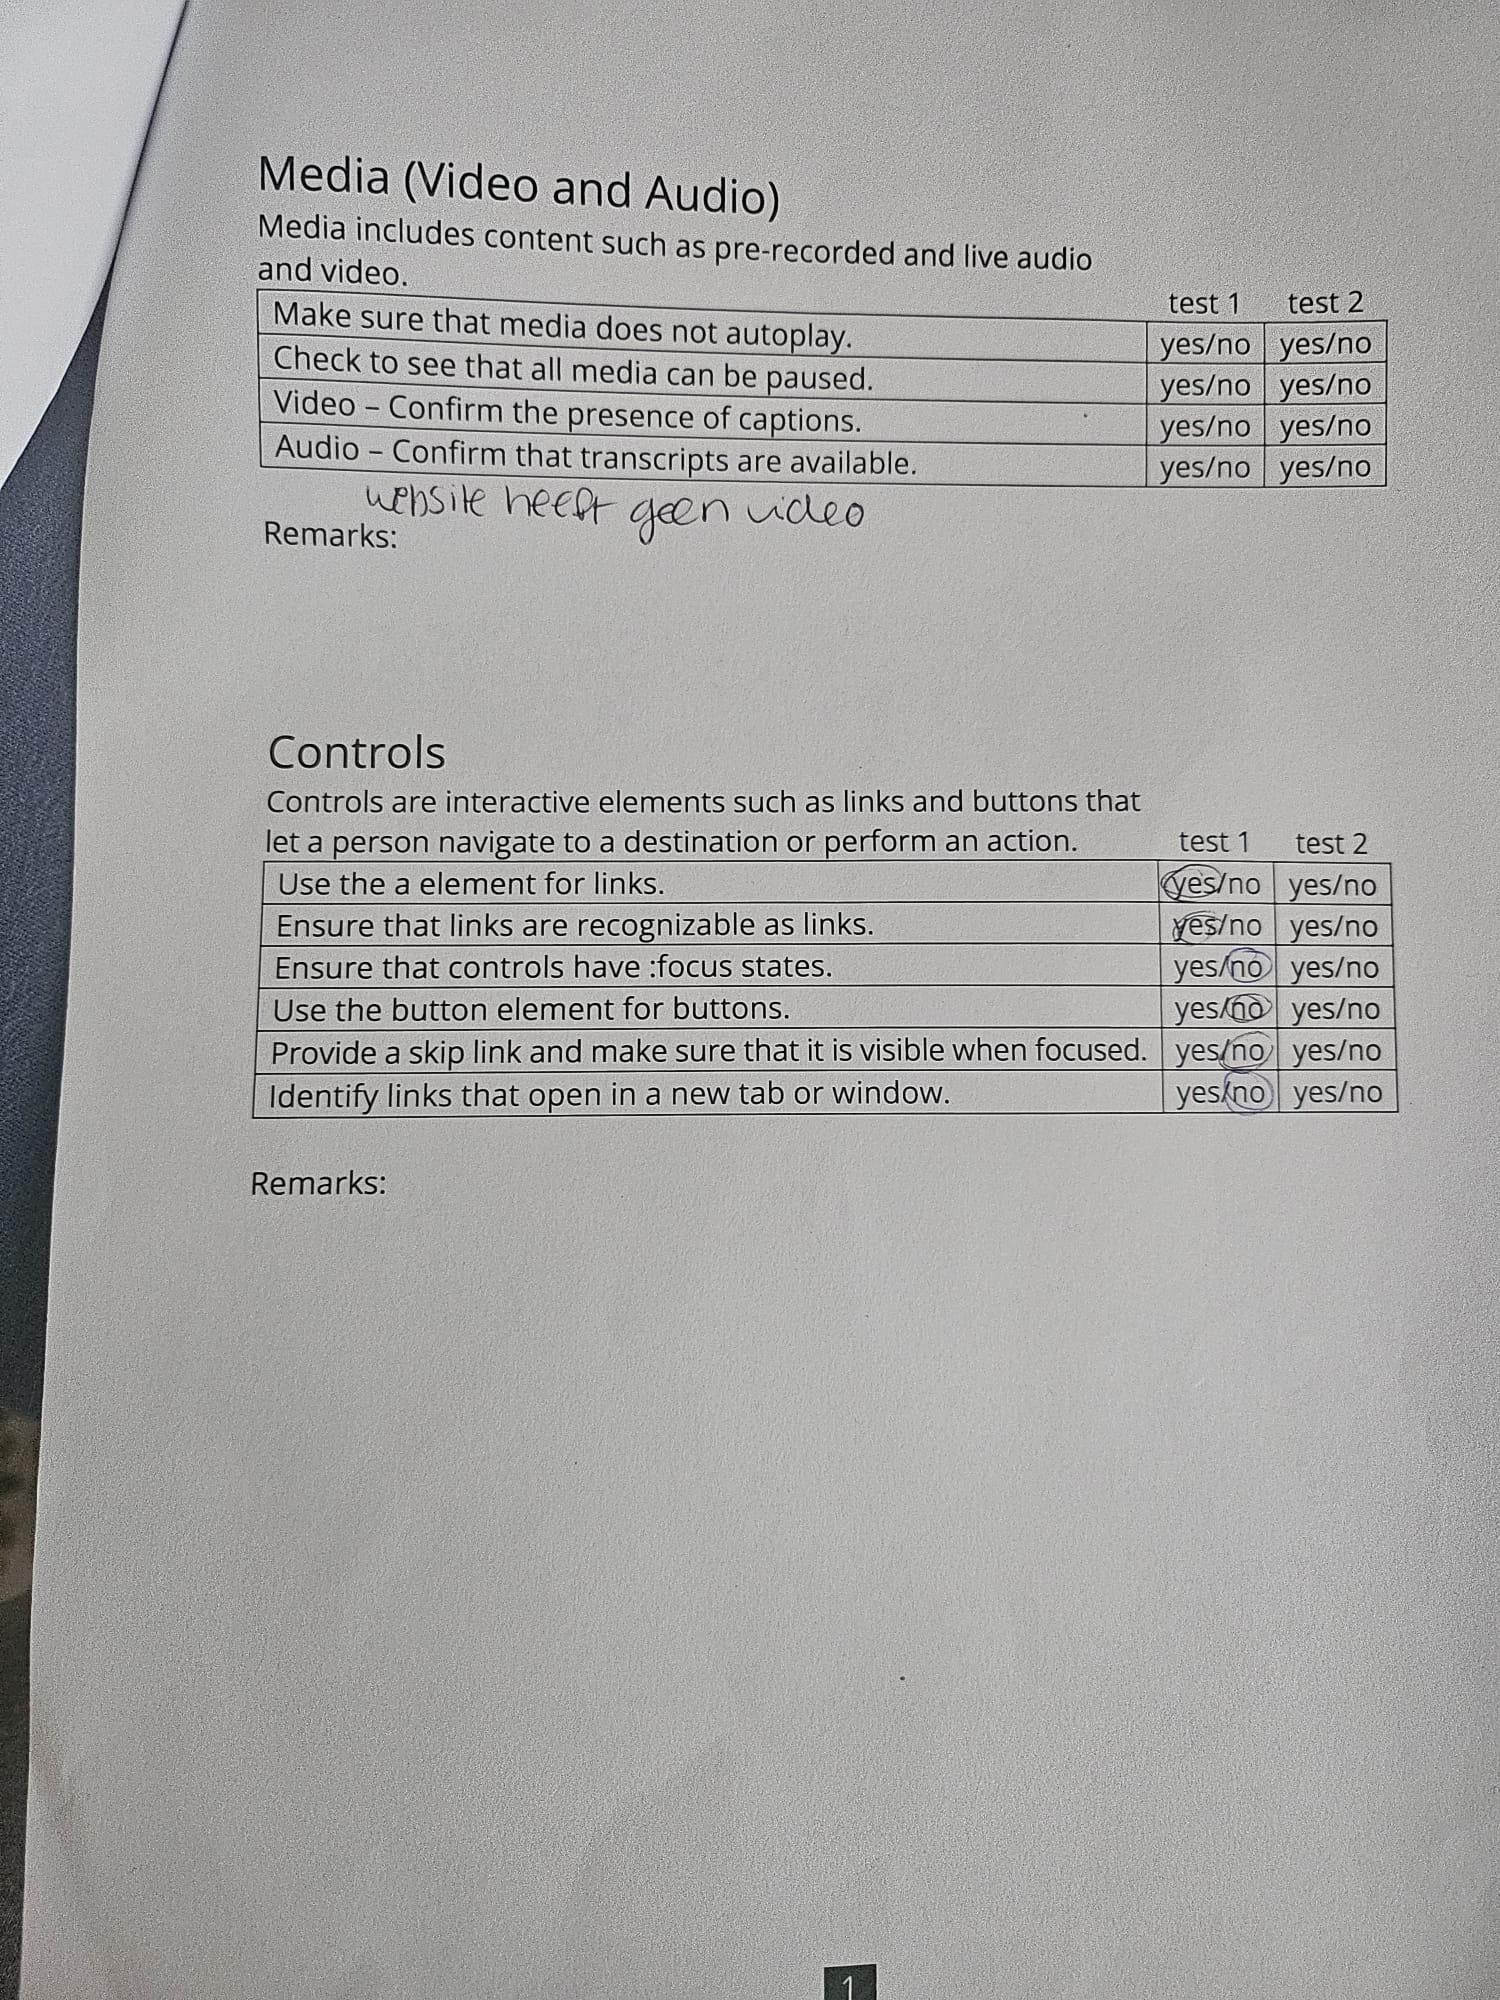 Media (Video and Audio)
Media includes content such as pre-recorded and live audio
and video.
test 1 test 2
Make sure that media does not autoplay. yes/no yes/no
Check to see that all media can be paused. yes/no yes/no
Video – Confirm the presence of captions. yes/no yes/no
Audio – Confirm that transcripts are available. yes/no yes/no
website heeft geen video
Remarks:
Controls
Controls are interactive elements such as links and buttons that
let a person navigate to a destination or perform an action. test 1 test 2
Use the a element for links. yes/no yes/no
Ensure that links are recognizable as links. yes/no yes/no
Ensure that controls have :focus states. yes/no yes/no
Use the button element for buttons. yes/no yes/no
Provide a skip link and make sure that it is visible when focused. yes/no yes/no
Identify links that open in a new tab or window. yes/no yes/no
Remarks:
1